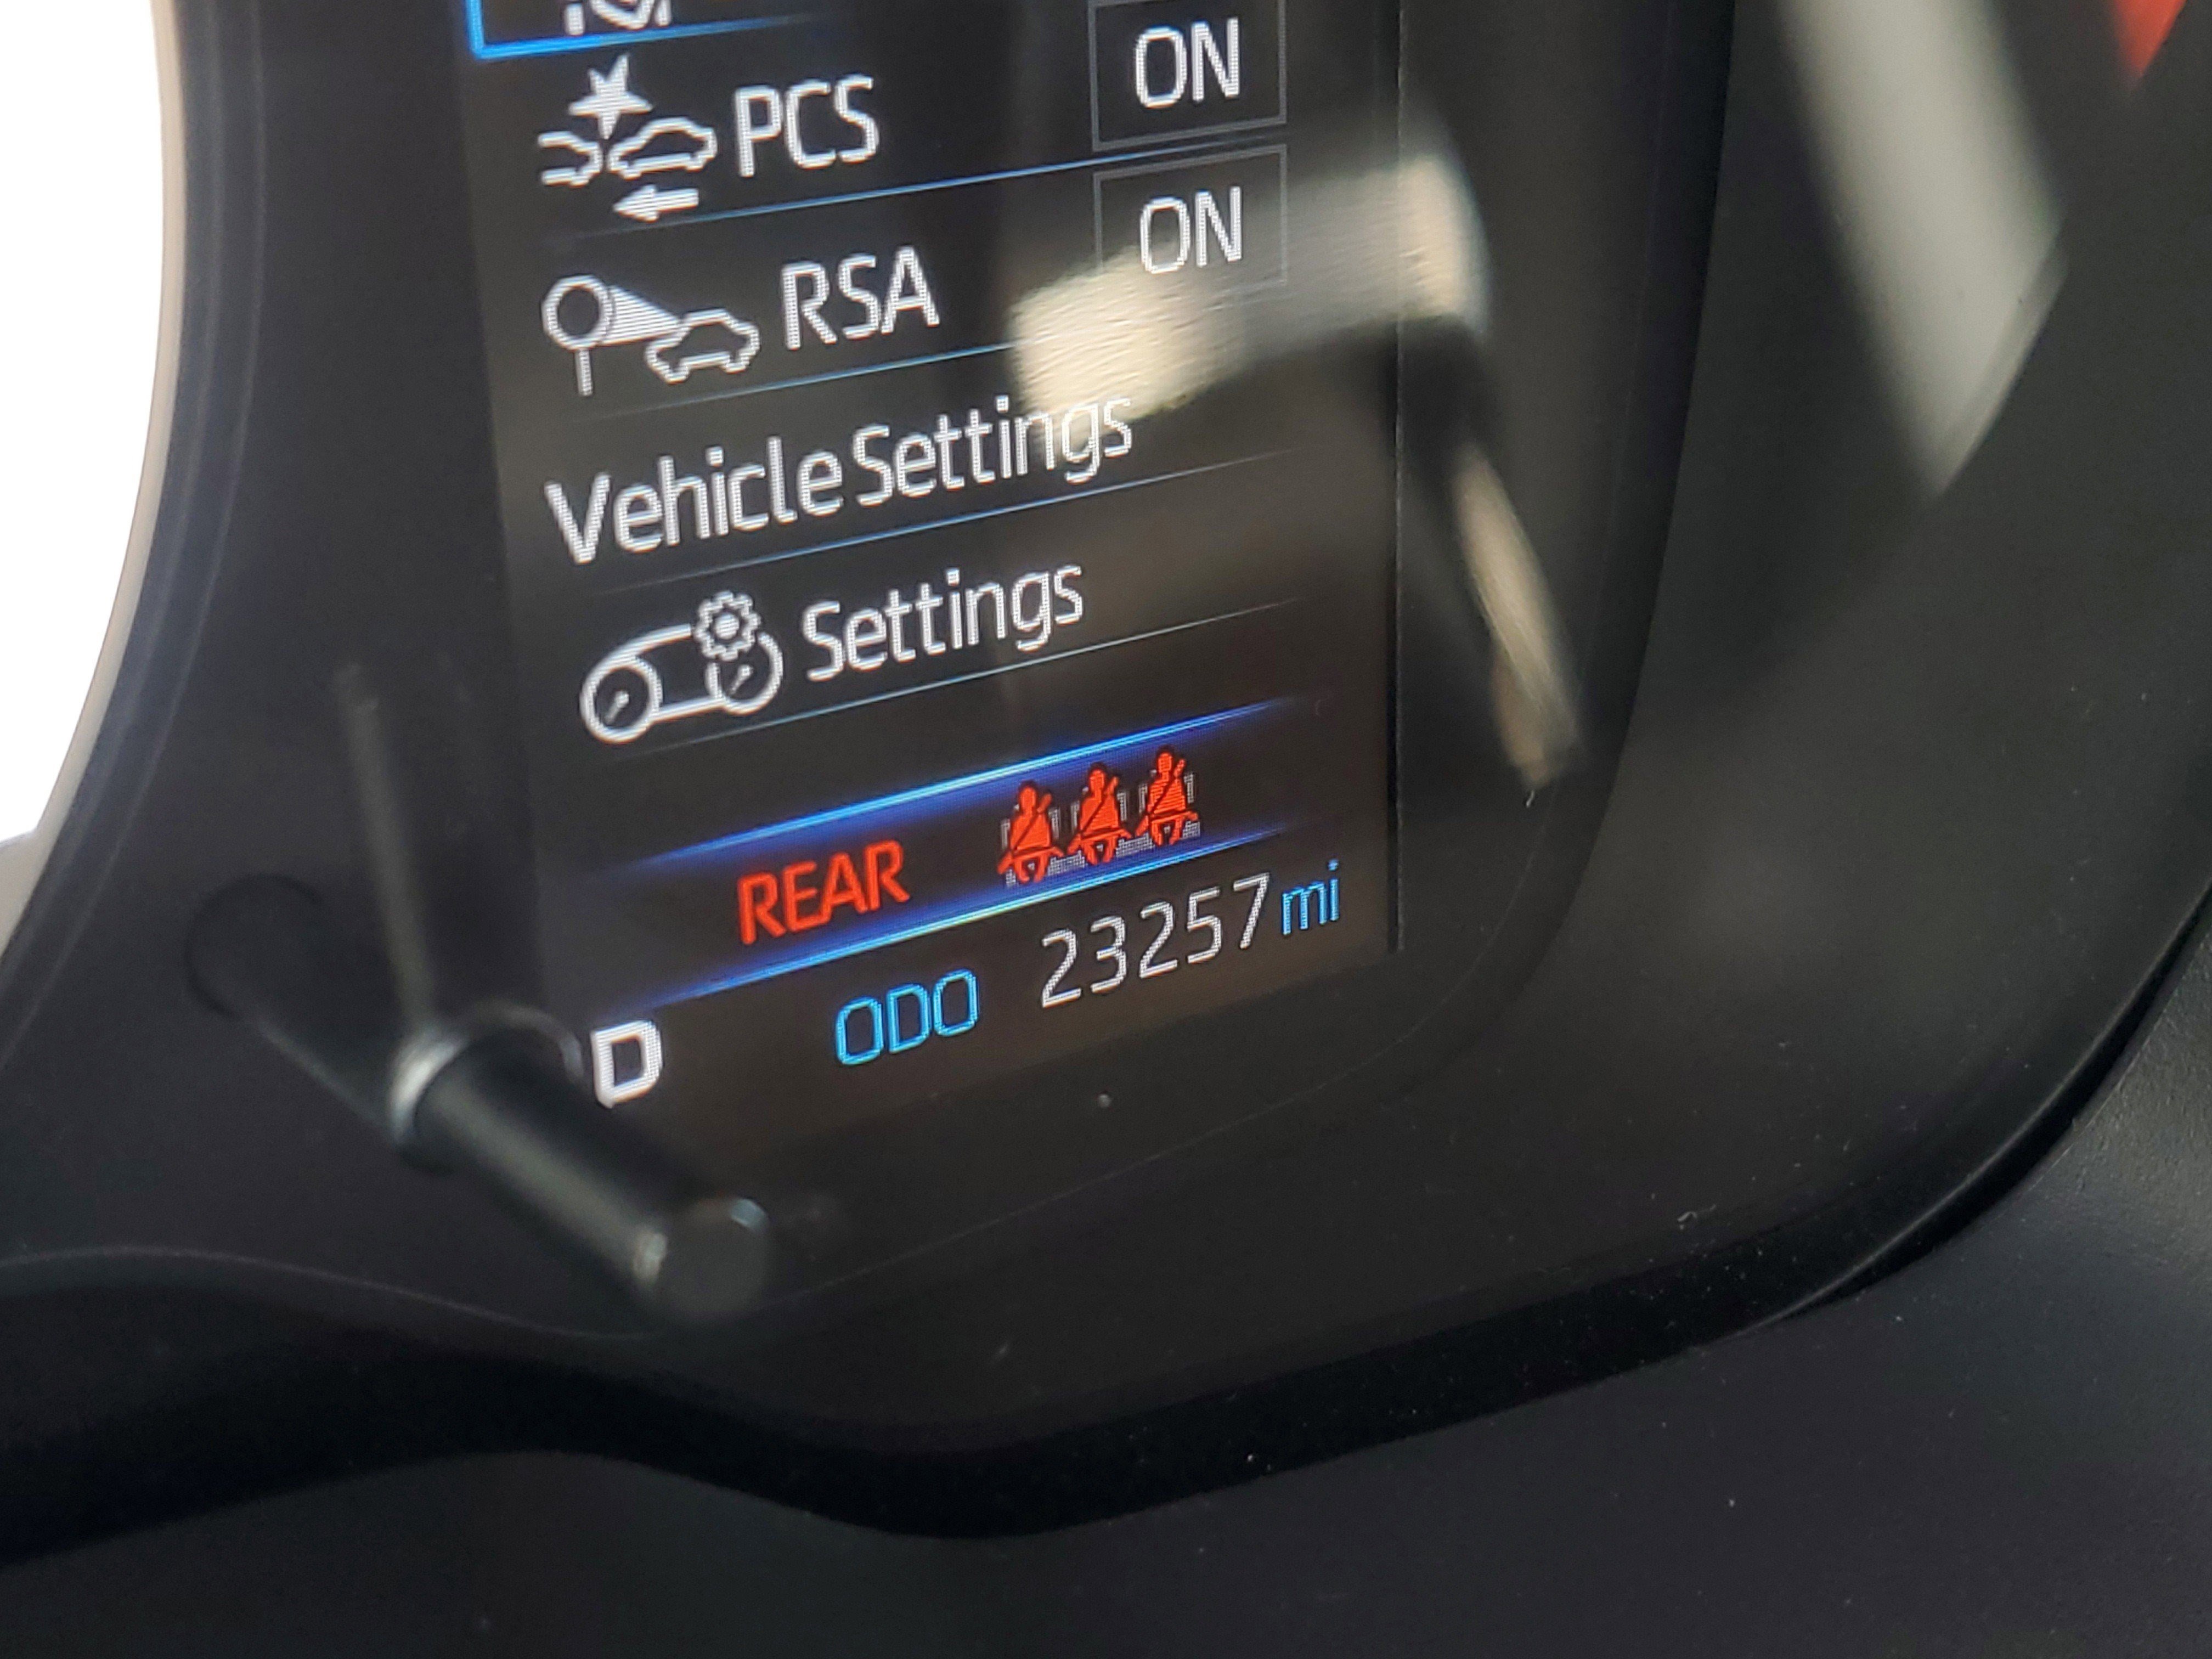 PCS ON
RSA ON
Vehicle Settings
Settings
REAR
D ODO 23257 mi